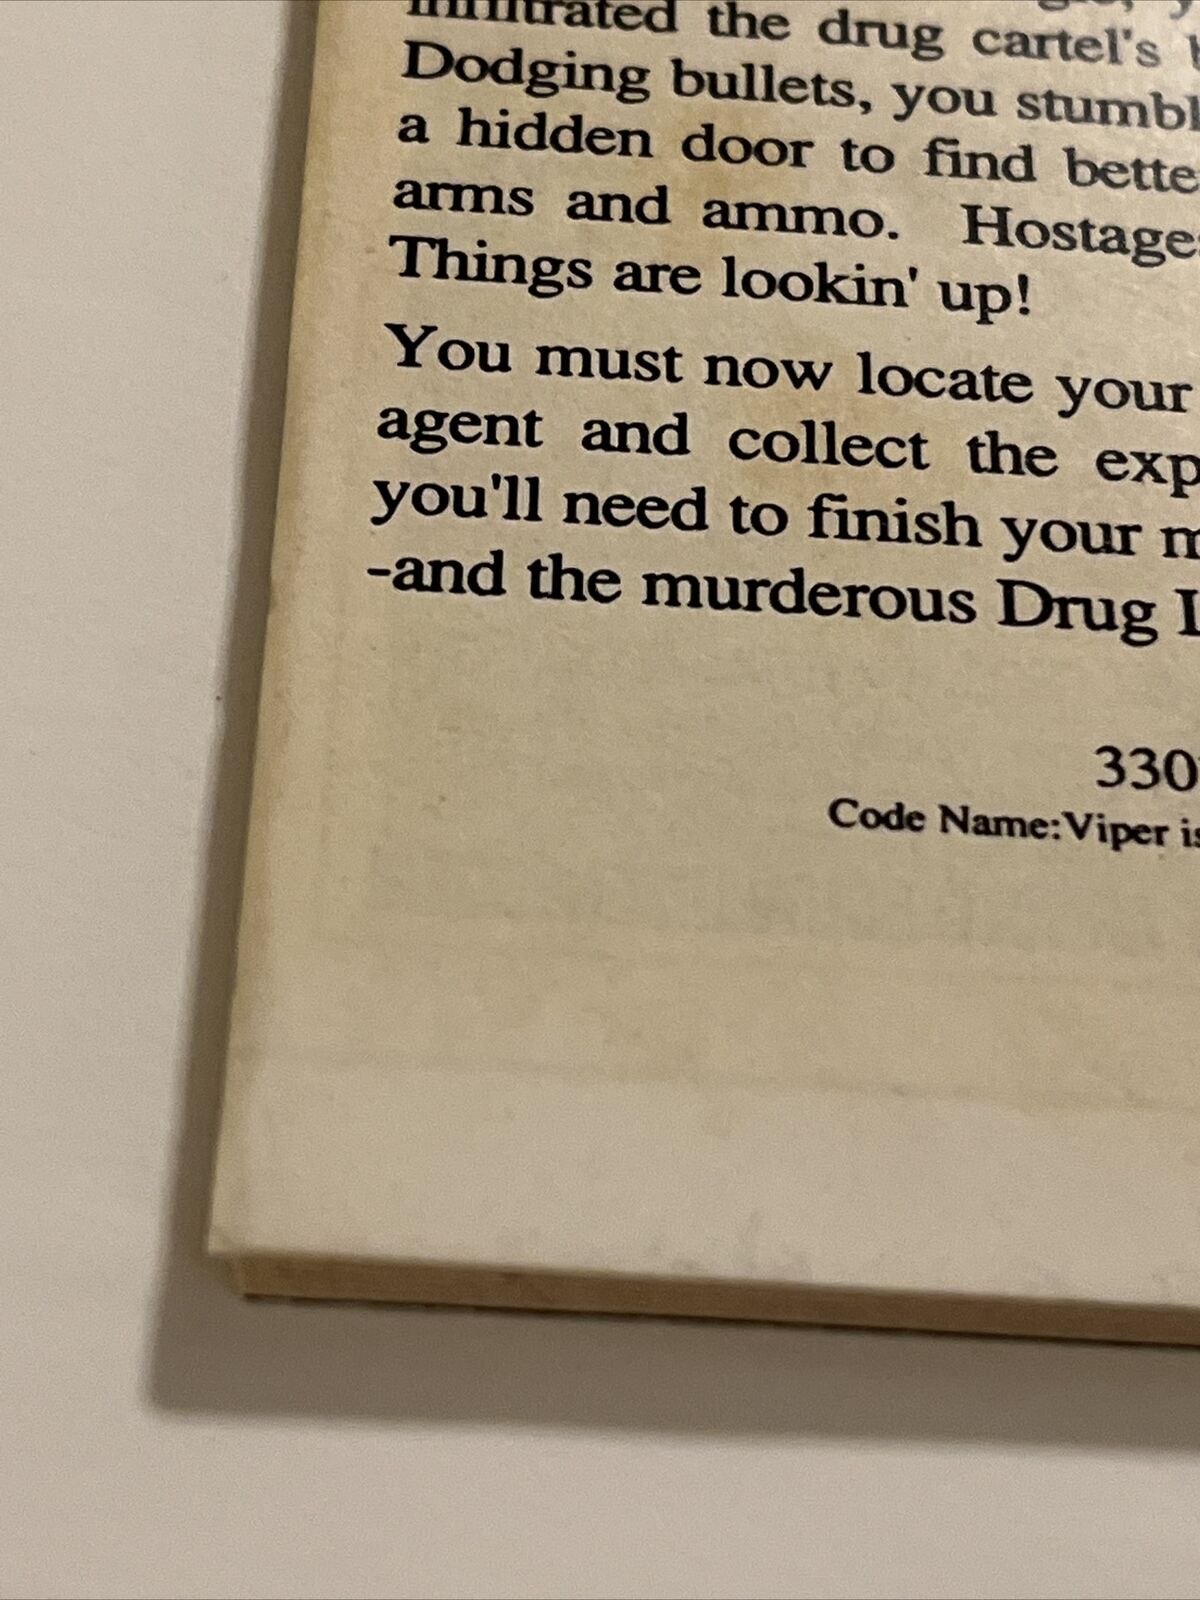 infiltrated the drug cartel's
Dodging bullets, you
a hidden door to find
arms and ammo.
Things are lookin' up!
You must now locate your
agent and collect the
you'll need to finish your
-and the murderous Drug
Code Name:Viper